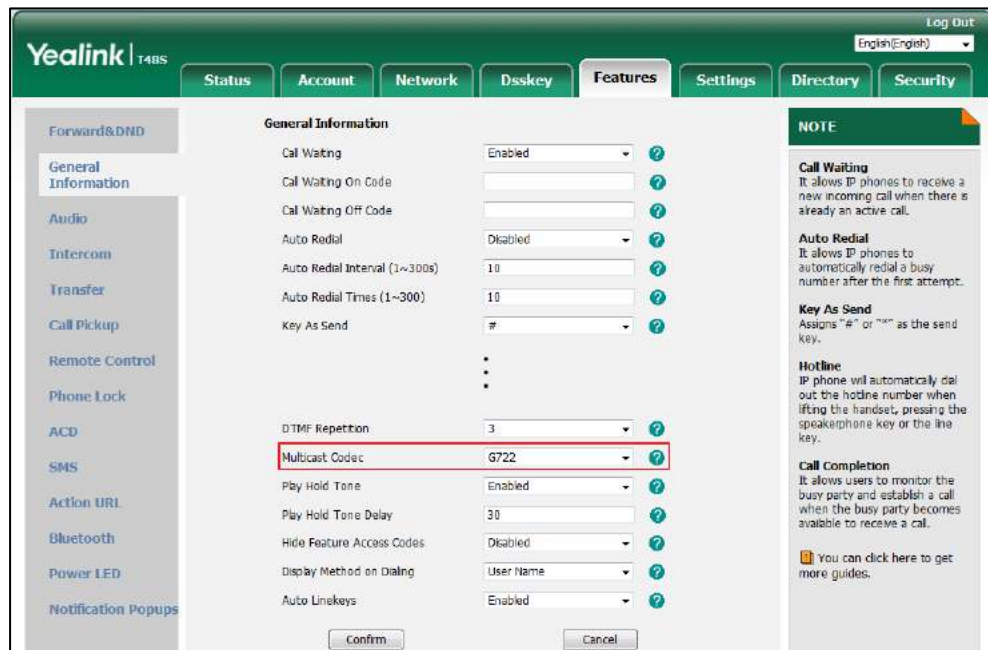 Log Out
English(English)
Yealink | T48S
Status Account Network Dsskey Features Settings Directory Security
Forward&DND
General
Information
Audio
Intercom
Transfer
Call Pickup
Remote Control
Phone Lock
ACD
SMS
Action URL
Bluetooth
Power LED
Notification Popups
General Information
Call Waiting Enabled
Call Waiting On Code
Call Waiting Off Code
Auto Redial Disabled
Auto Redial Interval (1~300s) 10
Auto Redial Times (1~300) 10
Key As Send #
DTMF Repetition 3
Multicast Codec G722
Play Hold Tone Enabled
Play Hold Tone Delay 30
Hide Feature Access Codes Disabled
Display Method on Dialing User Name
Auto Linekeys Enabled
Confirm Cancel
NOTE
Call Waiting
It allows IP phones to receive a
new incoming call when there is
already an active call.
Auto Redial
It allows IP phones to
automatically redial a busy
number after the first attempt.
Key As Send
Assigns "#" or "*" as the send
key.
Hotline
IP phone will automatically dial
out the hotline number when
lifting the handset, pressing the
speakerphone key or the line
key.
Call Completion
It allows users to monitor the
busy party and establish a call
when the busy party becomes
available to receive a call.
You can click here to get
more guides.